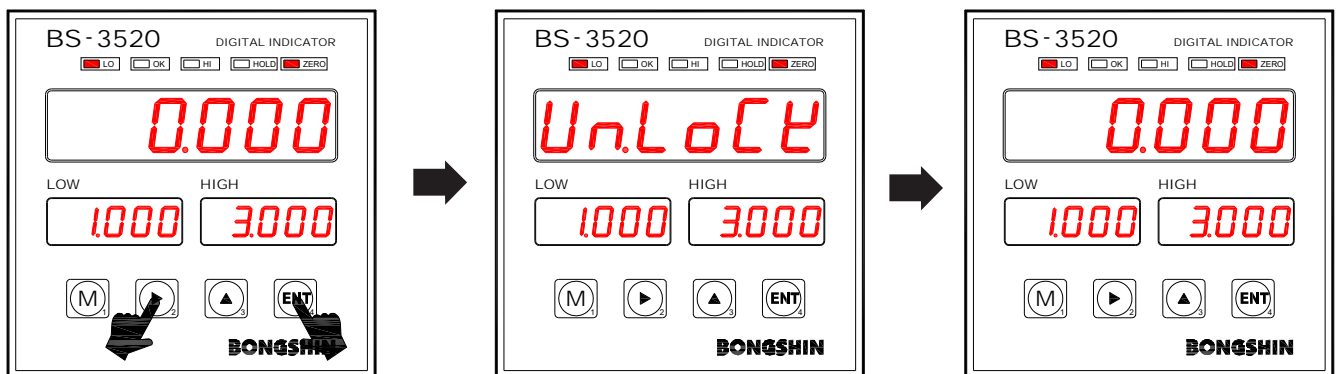 BS-3520 DIGITAL INDICATOR
LO OK HI HOLD ZERO
0.000
LOW HIGH
1.000 3.000
M 1 2 3 ENT 4
BONGSHIN
BS-3520 DIGITAL INDICATOR
LO OK HI HOLD ZERO
Un.LoCK
LOW HIGH
1.000 3.000
M 1 2 3 ENT 4
BONGSHIN
BS-3520 DIGITAL INDICATOR
LO OK HI HOLD ZERO
0.000
LOW HIGH
1.000 3.000
M 1 2 3 ENT 4
BONGSHIN